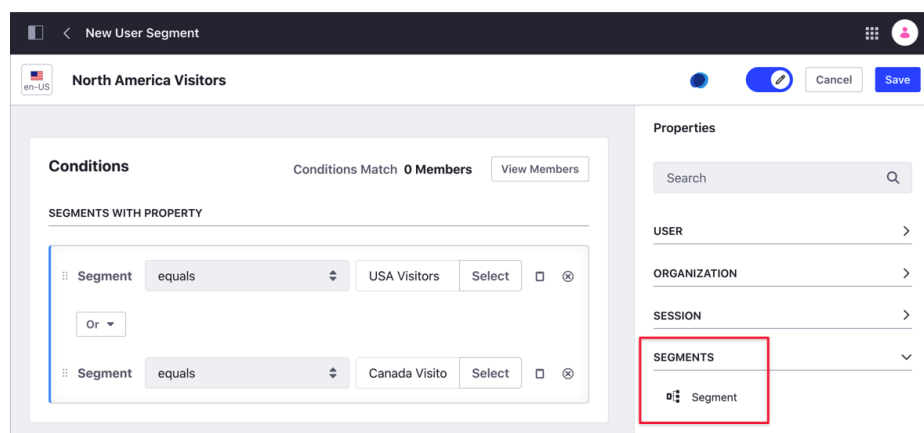 New User Segment
en-US
North America Visitors
Cancel
Save
Conditions
Conditions Match 0 Members
View Members
SEGMENTS WITH PROPERTY
Segment equals USA Visitors Select
Or
Segment equals Canada Visito Select
Properties
Search
USER
ORGANIZATION
SESSION
SEGMENTS
Segment